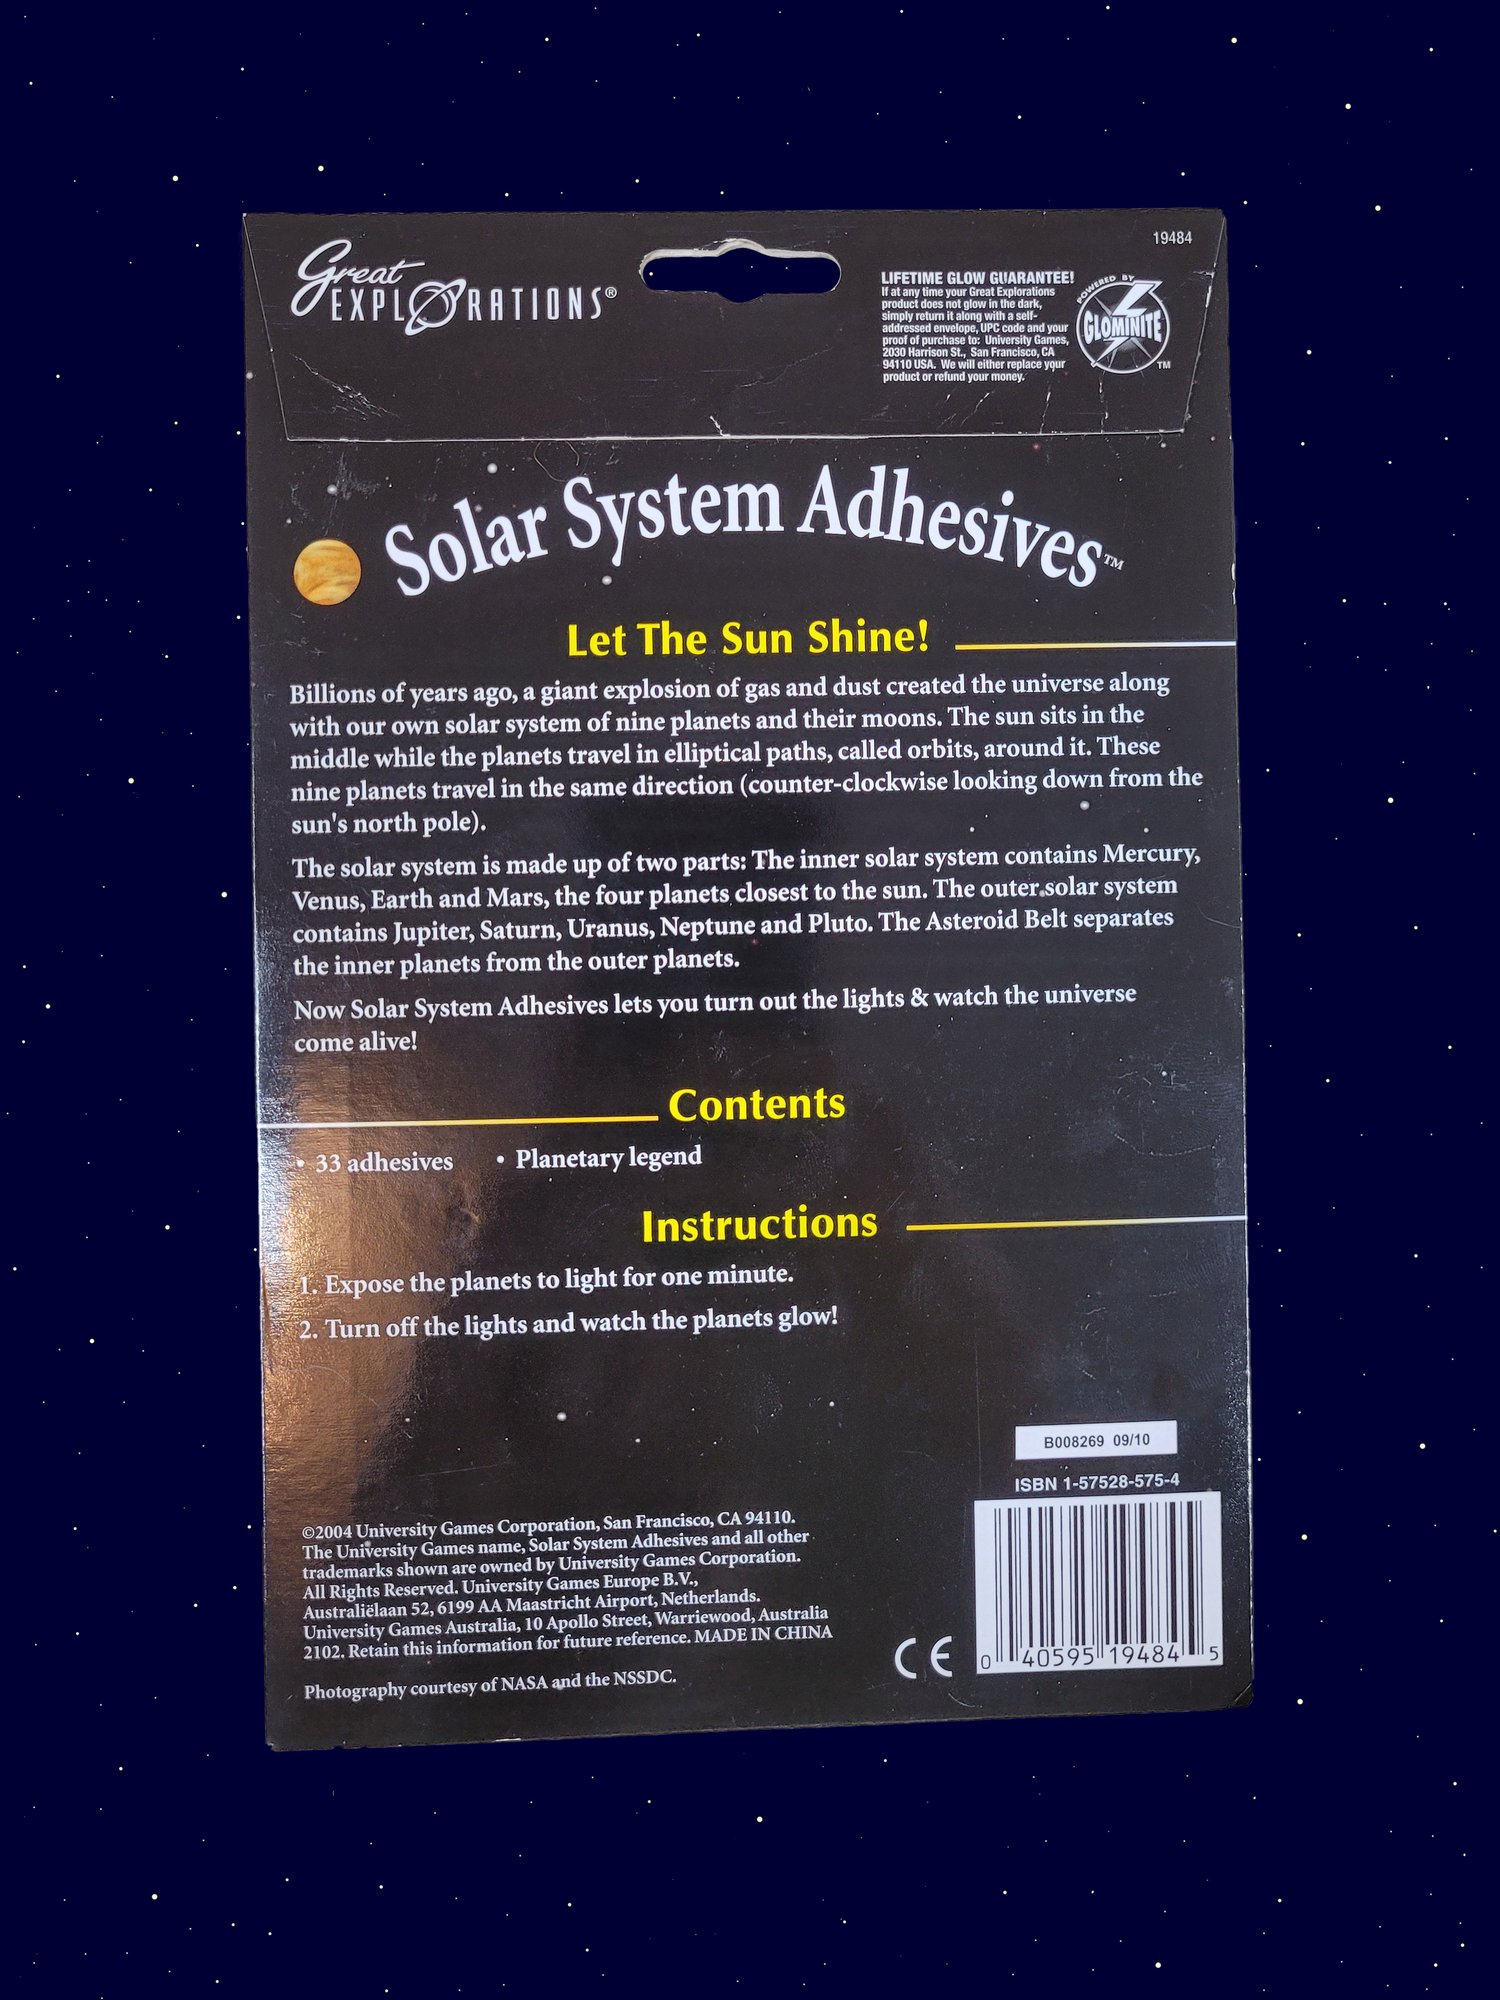 19484
Great
EXPLORATIONS®
LIFETIME GLOW GUARANTEE!
If at any time your Great Explorations
product does not glow in the dark,
simply return it along with a self-
addressed envelope, UPC code and your
proof of purchase to: University Games,
2030 Harrison St., San Francisco, CA
94110 USA. We will either replace your
product or refund your money.
POWERED BY
GLOMINITE
TM
Solar System Adhesives™
Let The Sun Shine!
Billions of years ago, a giant explosion of gas and dust created the universe along
with our own solar system of nine planets and their moons. The sun sits in the
middle while the planets travel in elliptical paths, called orbits, around it. These
nine planets travel in the same direction (counter-clockwise looking down from the
sun's north pole).
The solar system is made up of two parts: The inner solar system contains Mercury,
Venus, Earth and Mars, the four planets closest to the sun. The outer solar system
contains Jupiter, Saturn, Uranus, Neptune and Pluto. The Asteroid Belt separates
the inner planets from the outer planets.
Now Solar System Adhesives lets you turn out the lights & watch the universe
come alive!
Contents
• 33 adhesives • Planetary legend
Instructions
1. Expose the planets to light for one minute.
2. Turn off the lights and watch the planets glow!
B008269 09/10
ISBN 1-57528-575-4
©2004 University Games Corporation, San Francisco, CA 94110.
The University Games name, Solar System Adhesives and all other
trademarks shown are owned by University Games Corporation.
All Rights Reserved. University Games Europe B.V.,
Australiëlaan 52, 6199 AA Maastricht Airport, Netherlands.
University Games Australia, 10 Apollo Street, Warriewood, Australia
2102. Retain this information for future reference. MADE IN CHINA
Photography courtesy of NASA and the NSSDC.
CE
0 40595 19484 5